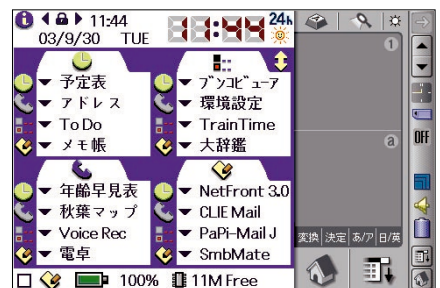 11:44
03/9/30 TUE
11:44 24h
予定表
アドレス
To Do
メモ帳
ブンコビューア
環境設定
TrainTime
大辞鑑
年齢早見表
秋葉マップ
Voice Rec
電卓
NetFront 3.0
CLIE Mail
PaPi-Mail J
SmbMate
100% 11M Free
1
a
変換 決定 あ/ア 日/英
OFF